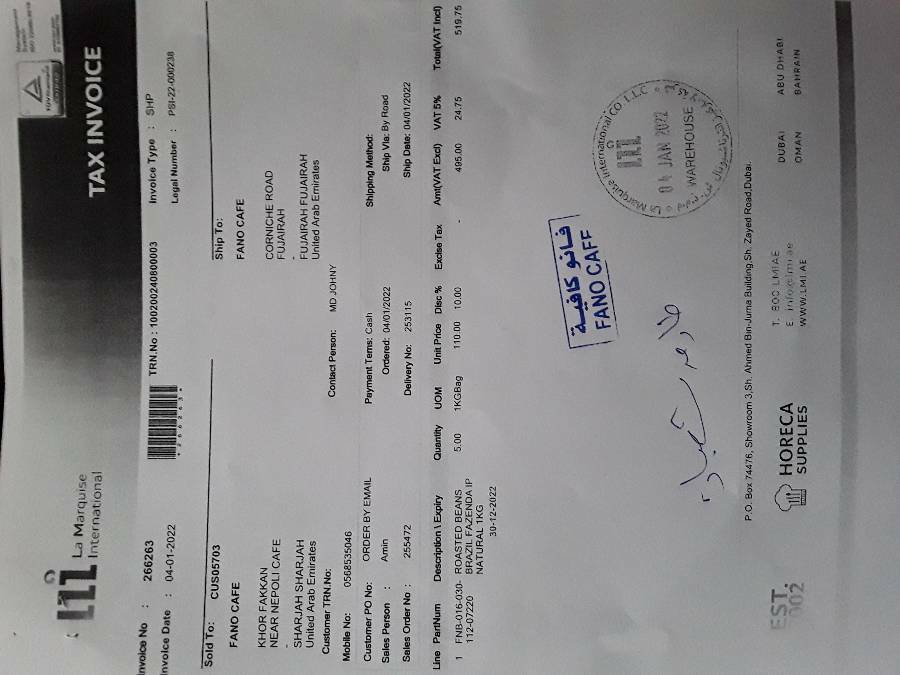 La Marquise
International
TAX INVOICE
TÜV
Invoice No : 266263
*266263*
TRN.No : 100200240800003
Invoice Type : SHP
Invoice Date : 04-01-2022
Legal Number : PSI-22-000238
Sold To: CUS05703
Ship To:
FANO CAFE
FANO CAFE
KHOR FAKKAN
NEAR NEPOLI CAFE
-
SHARJAH SHARJAH
United Arab Emirates
CORNICHE ROAD
FUJAIRAH
-
FUJAIRAH FUJAIRAH
United Arab Emirates
Customer TRN.No:
Mobile No: 0568535046
Contact Person: MD JOHNY
Customer PO No: ORDER BY EMAIL
Payment Tems: Cash
Shipping Method:
Sales Person : Amin
Ordered: 04/01/2022
Ship Via: By Road
Sales Order No : 255472
Delivery No: 253115
Ship Date: 04/01/2022
Line PartNum Description \ Expiry Quantity UOM Unit Price Disc % Excise Tax Amt(VAT Excl) VAT 5% Total(VAT Incl)
1 FNB-016-030- ROASTED BEANS 5.00 1KGBag 110.00 10.00 - 495.00 24.75 519.75
112-07220 BRAZIL FAZENDA IP
NATURAL 1KG
30-12-2022
فانو كافية
FANO CAFE
La Marquise International CO. L.L.C
04 JAN 2022
WAREHOUSE
P.O. Box 74476, Showroom 3,Sh. Ahmed Bin-Juma Building,Sh. Zayed Road,Dubai.
EST.
2002
HORECA
SUPPLIES
T. 800 LMI AE
E. info@lmi.ae
WWW.LMI.AE
DUBAI
OMAN
ABU DHABI
BAHRAIN